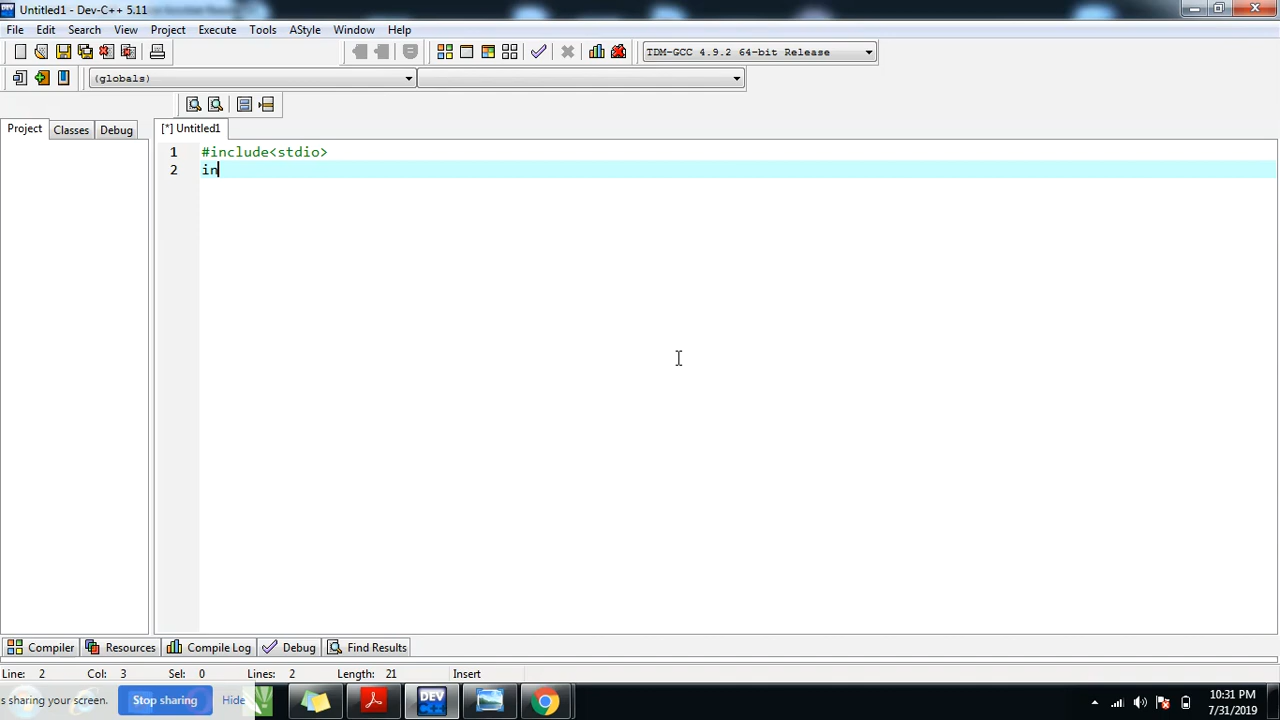 Untitled1 - Dev-C++ 5.11
File Edit Search View Project Execute Tools AStyle Window Help
TDM-GCC 4.9.2 64-bit Release
(globals)
Project Classes Debug [*] Untitled1
1 #include<stdio>
2 in
Compiler Resources Compile Log Debug Find Results
Line: 2 Col: 3 Sel: 0 Lines: 2 Length: 21 Insert
s sharing your screen. Stop sharing Hide DEV 10:31 PM
7/31/2019